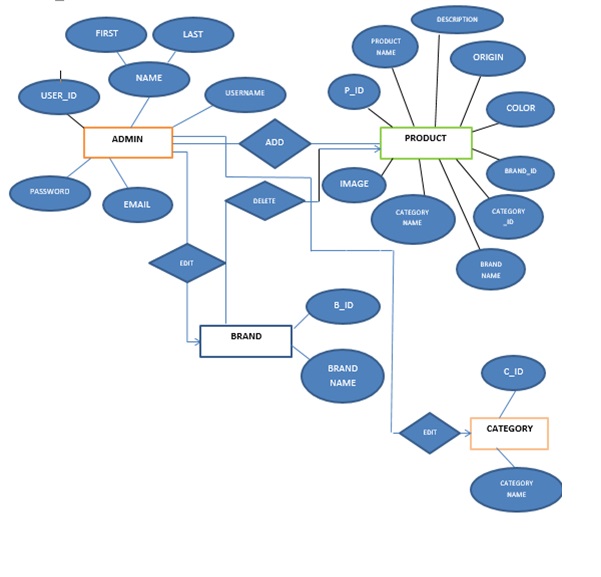 DESCRIPTION
FIRST
LAST
PRODUCT
NAME
ORIGIN
NAME
USER_ID
USERNAME
P_ID
COLOR
ADMIN
ADD
PRODUCT
BRAND_ID
PASSWORD
EMAIL
DELETE
IMAGE
CATEGORY
NAME
CATEGORY
_ID
EDIT
BRAND
NAME
B_ID
BRAND
BRAND
NAME
C_ID
EDIT
CATEGORY
CATEGORY
NAME